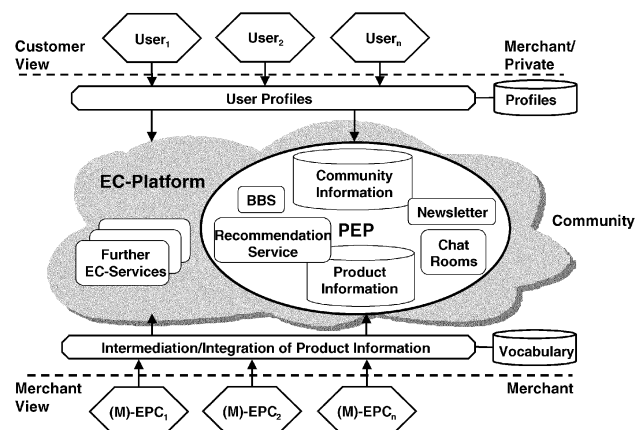 User1
User2
Usern
Customer
View
Merchant/
Private
User Profiles
Profiles
EC-Platform
Community
Information
BBS
Newsletter
Recommendation
Service
PEP
Chat
Rooms
Community
Further
EC-Services
Product
Information
Intermediation/Integration of Product Information
Vocabulary
Merchant
View
Merchant
(M)-EPC1
(M)-EPC2
(M)-EPCn